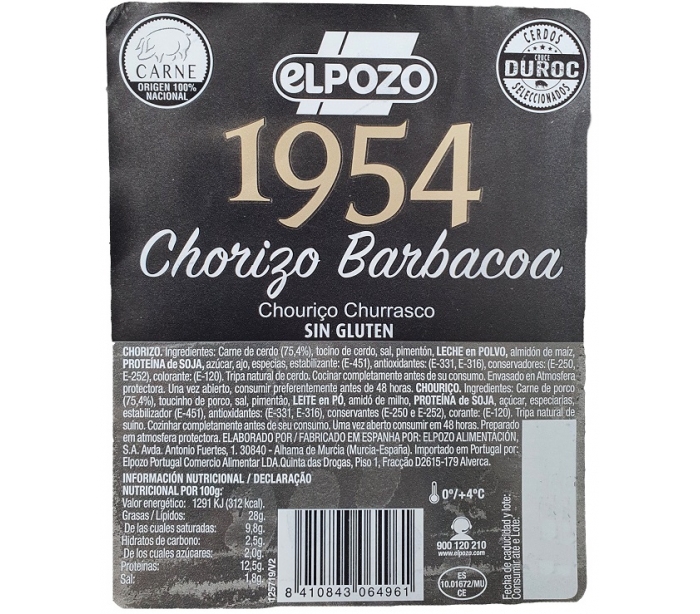 CARNE
ORIGEN 100%
NACIONAL
ELPOZO
CERDOS
CRUCE
DUROC
SELECCIONADOS
1954
Chorizo Barbacoa
Chouriço Churrasco
SIN GLUTEN
CHORIZO. Ingredientes: Carne de cerdo (75,4%), tocino de cerdo, sal, pimentón, LECHE en POLVO, almidón de maíz,
PROTEÍNA de SOJA, azúcar, ajo, especias, estabilizante: (E-451), antioxidantes: (E-331, E-316), conservadores: (E-250,
E-252), colorante: (E-120). Tripa natural de cerdo. Cocinar completamente antes de su consumo. Envasado en Atmósfera
protectora. Una vez abierto, consumir preferentemente antes de 48 horas. CHOURIÇO. Ingredientes: Carne de porco
(75,4%), toucinho de porco, sal, pimentão, LEITE en PÓ, amido de milho, PROTEÍNA de SOJA, açúcar, especiarias,
estabilizador (E-451), antioxidantes: (E-331, E-316), conservantes (E-250 e E-252), corante: (E-120). Tripa natural de
suíno. Cozinhar completamente antes de seu consumo. Uma vez aberto consumir em 48 horas. Preparado
em atmosfera protectora. ELABORADO POR / FABRICADO EM ESPANHA POR: ELPOZO ALIMENTACIÓN,
S.A. Avda. Antonio Fuertes, 1. 30840 - Alhama de Murcia (Murcia-España). Importado em Portugal por:
Elpozo Portugal Comercio Alimentar LDA.Quinta das Drogas, Piso 1, Fracção D2615-179 Alverca.
INFORMACIÓN NUTRICIONAL / DECLARAÇÃO
NUTRICIONAL POR 100g:
Valor energético: 1291 KJ (312 kcal).
Grasas / Lípidos: 28g.
De las cuales saturadas: 9,8g.
Hidratos de carbono: 2,5g.
De los cuales azúcares: 2,0g.
Proteínas: 12,5g.
Sal: 1,8g.
125719/V2
8 410843 064961
0º/+4ºC
900 120 210
www.elpozo.com
ES
10.01672/MU
CE
Fecha de caducidad y lote:
Consumir até e Lote: